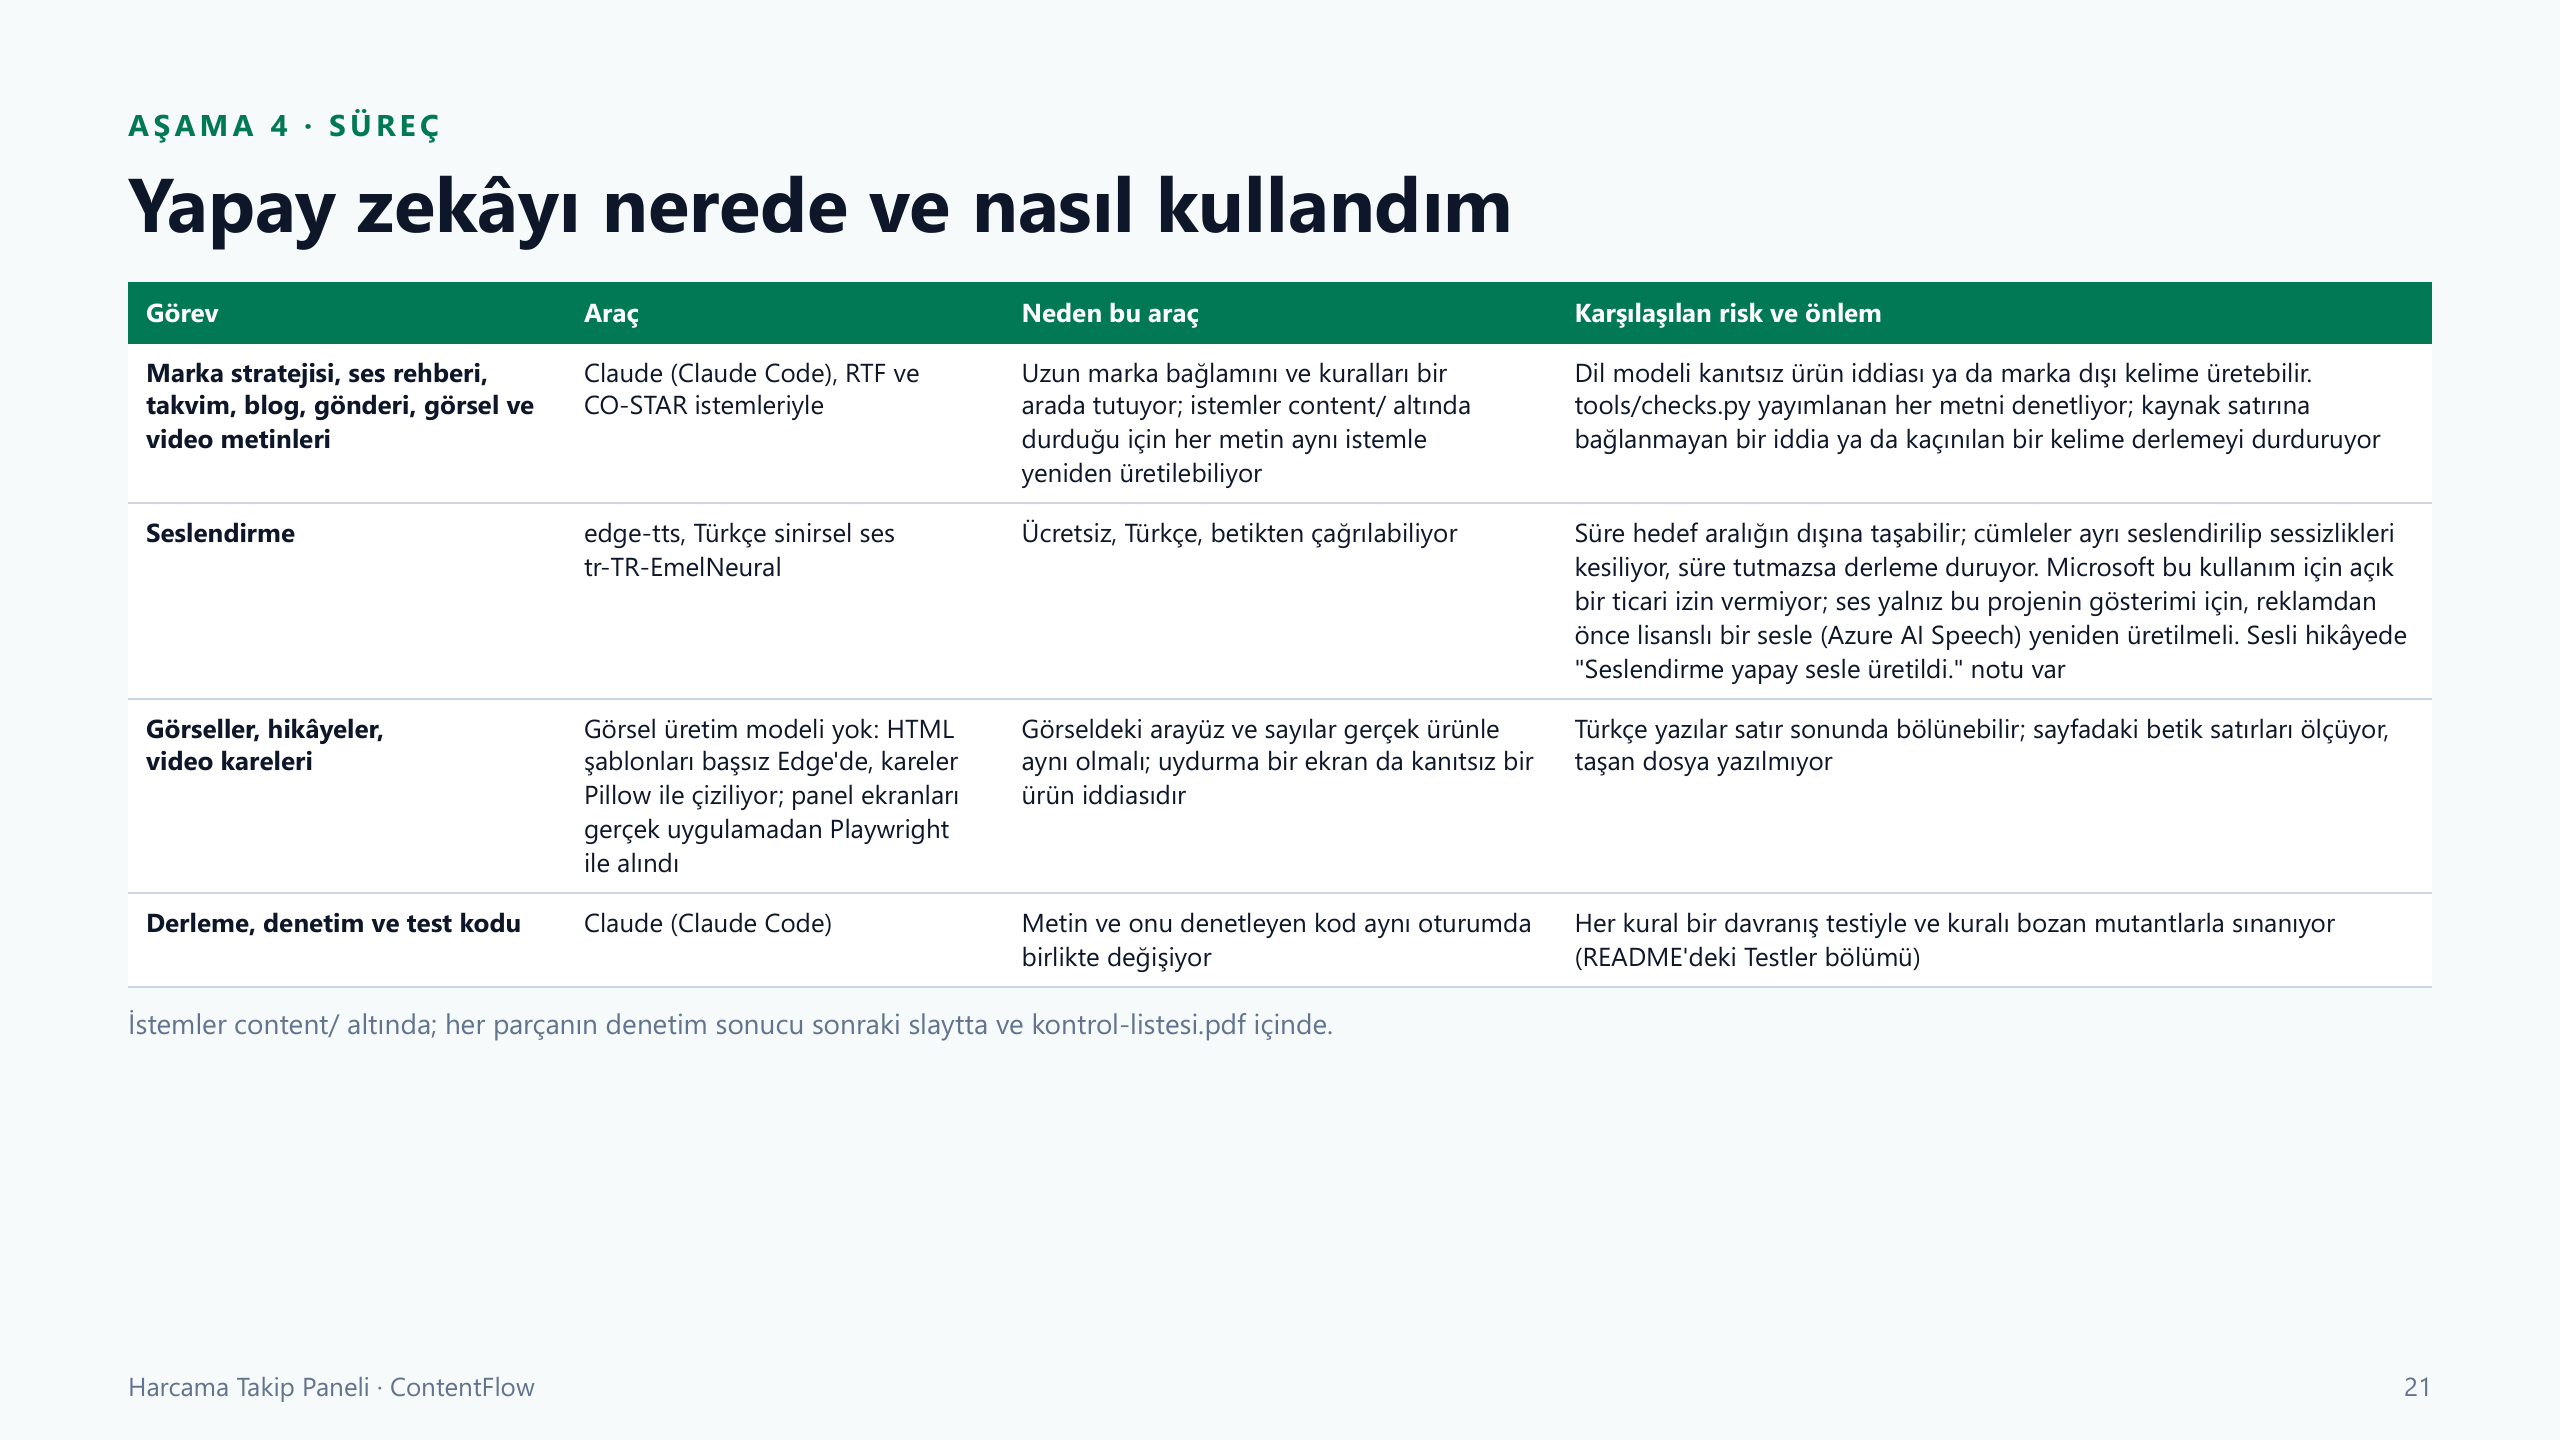 AŞAMA 4 · SÜREÇ
Yapay zekâyı nerede ve nasıl kullandım
Görev
Araç
Neden bu araç
Karşılaşılan risk ve önlem
Marka stratejisi, ses rehberi,
takvim, blog, gönderi, görsel ve
video metinleri
Claude (Claude Code), RTF ve
CO-STAR istemleriyle
Uzun marka bağlamını ve kuralları bir
arada tutuyor; istemler content/ altında
durduğu için her metin aynı istemle
yeniden üretilebiliyor
Dil modeli kanıtsız ürün iddiası ya da marka dışı kelime üretebilir.
tools/checks.py yayımlanan her metni denetliyor; kaynak satırına
bağlanmayan bir iddia ya da kaçınılan bir kelime derlemeyi durduruyor
Seslendirme
edge-tts, Türkçe sinirsel ses
tr-TR-EmelNeural
Ücretsiz, Türkçe, betikten çağrılabiliyor
Süre hedef aralığın dışına taşabilir; cümleler ayrı seslendirilip sessizlikleri
kesiliyor, süre tutmazsa derleme duruyor. Microsoft bu kullanım için açık
bir ticari izin vermiyor; ses yalnız bu projenin gösterimi için, reklamdan
önce lisanslı bir sesle (Azure AI Speech) yeniden üretilmeli. Sesli hikâyede
"Seslendirme yapay sesle üretildi." notu var
Görseller, hikâyeler,
video kareleri
Görsel üretim modeli yok: HTML
şablonları başsız Edge'de, kareler
Pillow ile çiziliyor; panel ekranları
gerçek uygulamadan Playwright
ile alındı
Görseldeki arayüz ve sayılar gerçek ürünle
aynı olmalı; uydurma bir ekran da kanıtsız bir
ürün iddiasıdır
Türkçe yazılar satır sonunda bölünebilir; sayfadaki betik satırları ölçüyor,
taşan dosya yazılmıyor
Derleme, denetim ve test kodu
Claude (Claude Code)
Metin ve onu denetleyen kod aynı oturumda
birlikte değişiyor
Her kural bir davranış testiyle ve kuralı bozan mutantlarla sınanıyor
(README'deki Testler bölümü)
İstemler content/ altında; her parçanın denetim sonucu sonraki slaytta ve kontrol-listesi.pdf içinde.
Harcama Takip Paneli · ContentFlow
21